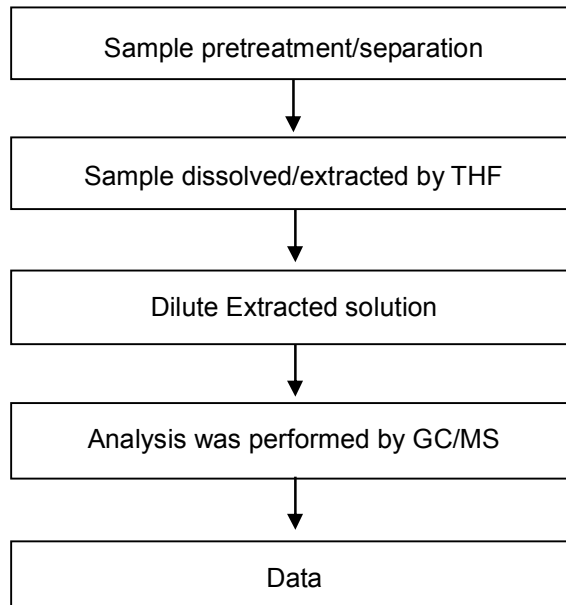 Sample pretreatment/separation
Sample dissolved/extracted by THF
Dilute Extracted solution
Analysis was performed by GC/MS
Data